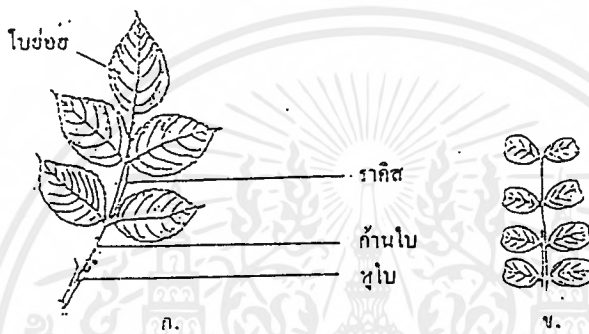 ใบย่อย
ราคิส
ก้านใบ
หูใบ
ก.
ข.